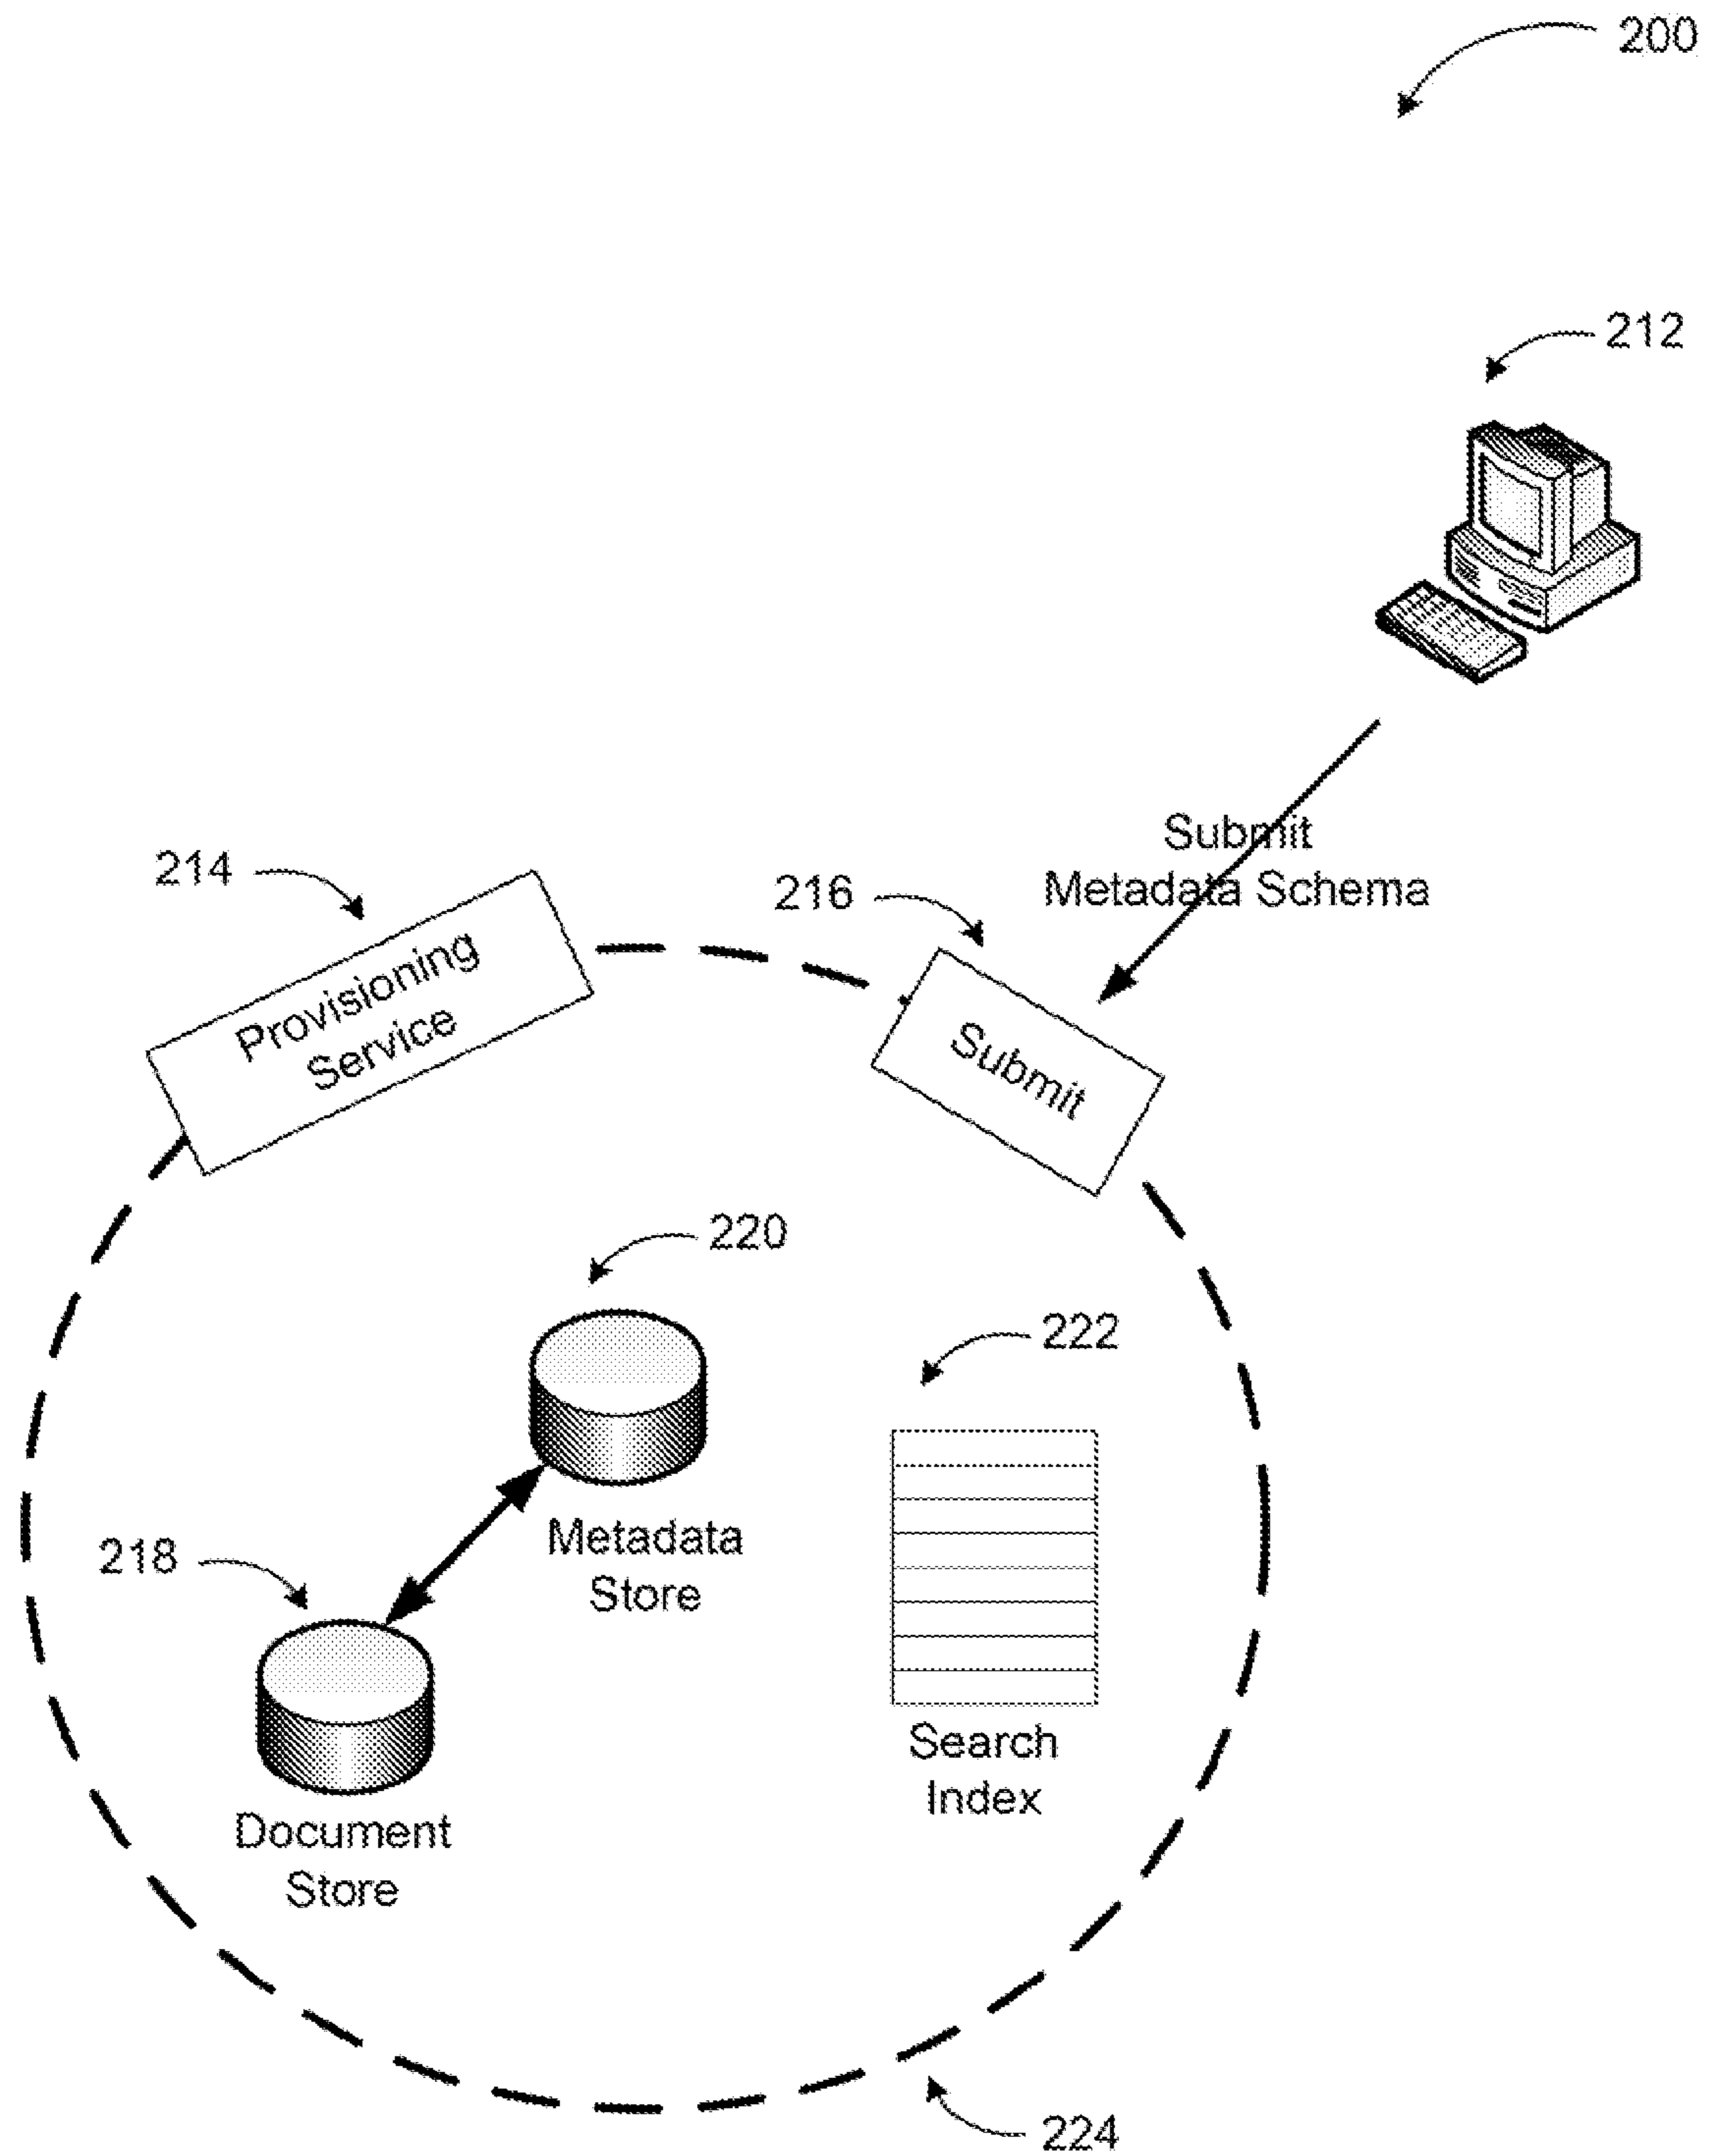 200
212
Submit
Metadata Schema
214
216
Provisioning
Service
Submit
220
222
Metadata
Store
218
Search
Index
Document
Store
224